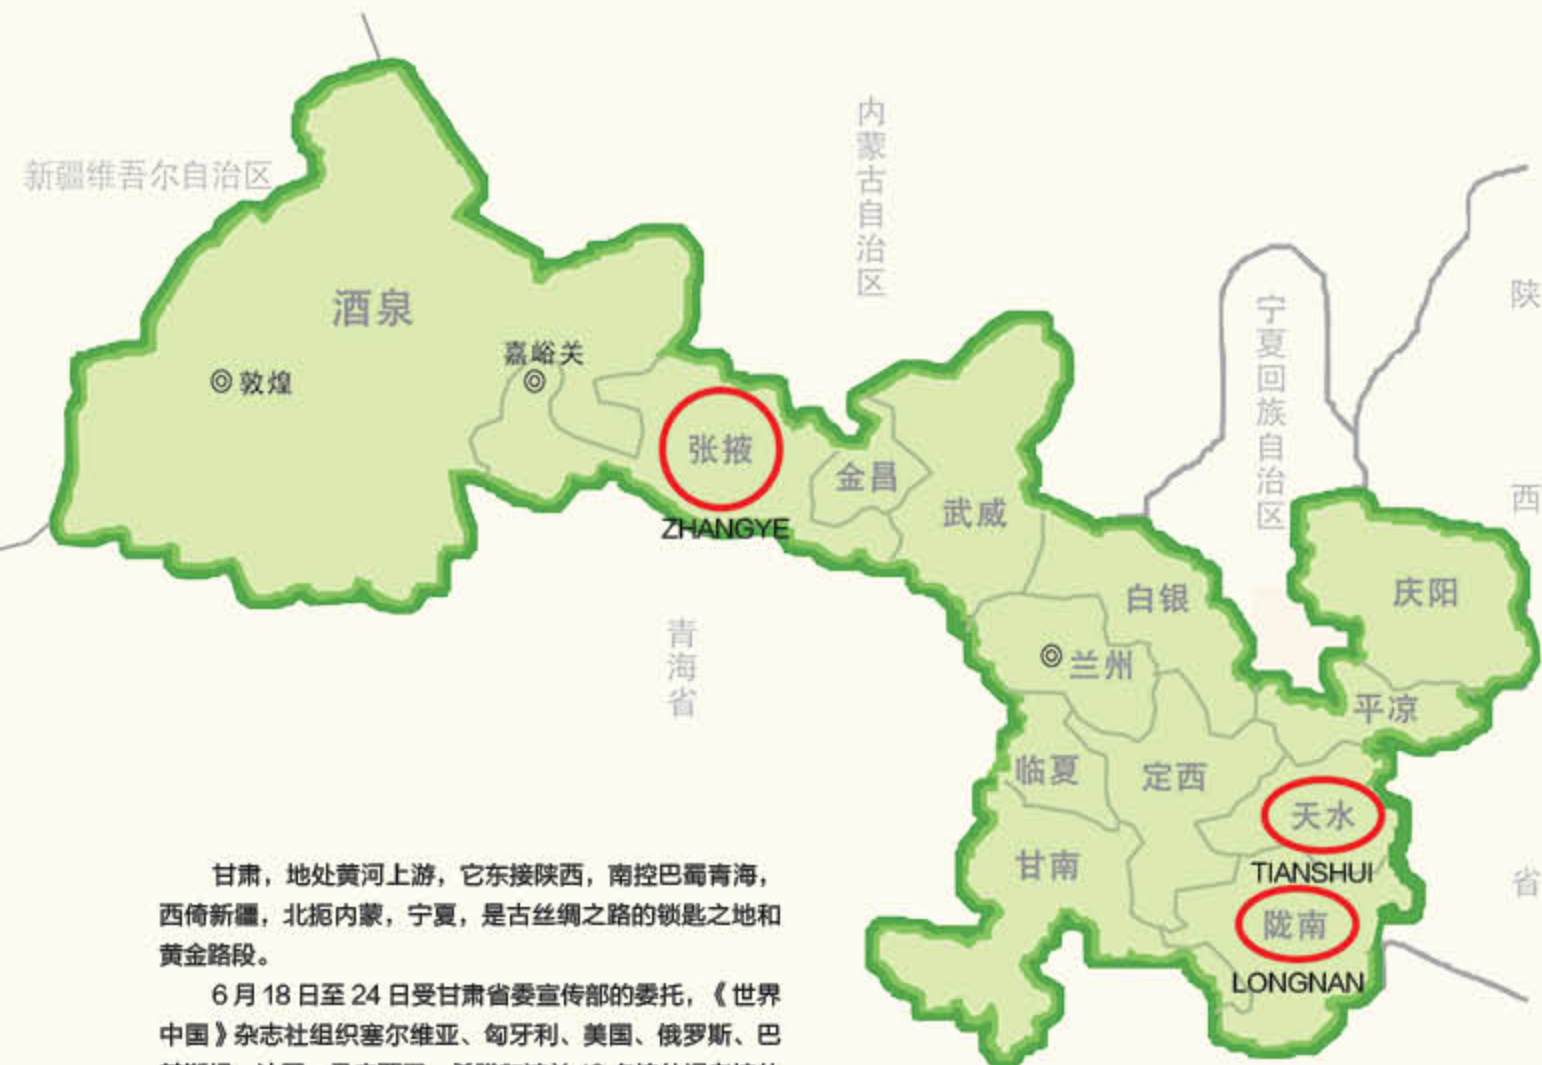 新疆维吾尔自治区
内蒙古自治区
宁夏回族自治区
陕西省
青海省
酒泉
敦煌
嘉峪关
张掖
ZHANGYE
金昌
武威
白银
兰州
庆阳
平凉
临夏
定西
天水
TIANSHUI
甘南
陇南
LONGNAN
甘肃，地处黄河上游，它东接陕西，南控巴蜀青海，
西倚新疆，北扼内蒙，宁夏，是古丝绸之路的锁匙之地和
黄金路段。
6 月 18 日至 24 日受甘肃省委宣传部的委托，《世界
中国》杂志社组织塞尔维亚、匈牙利、美国、俄罗斯、巴